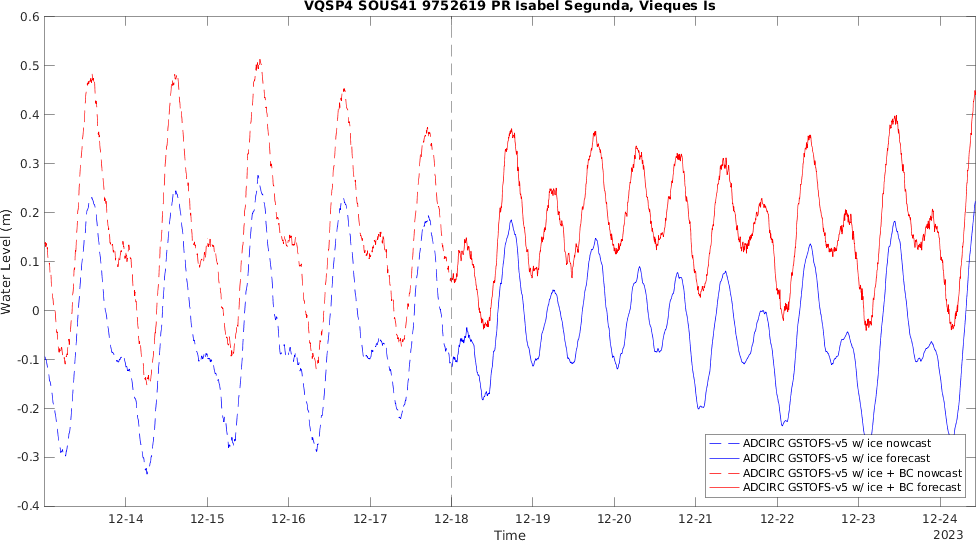 VQSP4 SOUS41 9752619 PR Isabel Segunda, Vieques Is
0.6
0.5
0.4
0.3
0.2
0.1
0
-0.1
-0.2
-0.3
-0.4
Water Level (m)
ADCIRC GSTOFS-v5 w/ ice nowcast
ADCIRC GSTOFS-v5 w/ ice forecast
ADCIRC GSTOFS-v5 w/ ice + BC nowcast
ADCIRC GSTOFS-v5 w/ ice + BC forecast
12-14 12-15 12-16 12-17 12-18 12-19 12-20 12-21 12-22 12-23 12-24
Time
2023